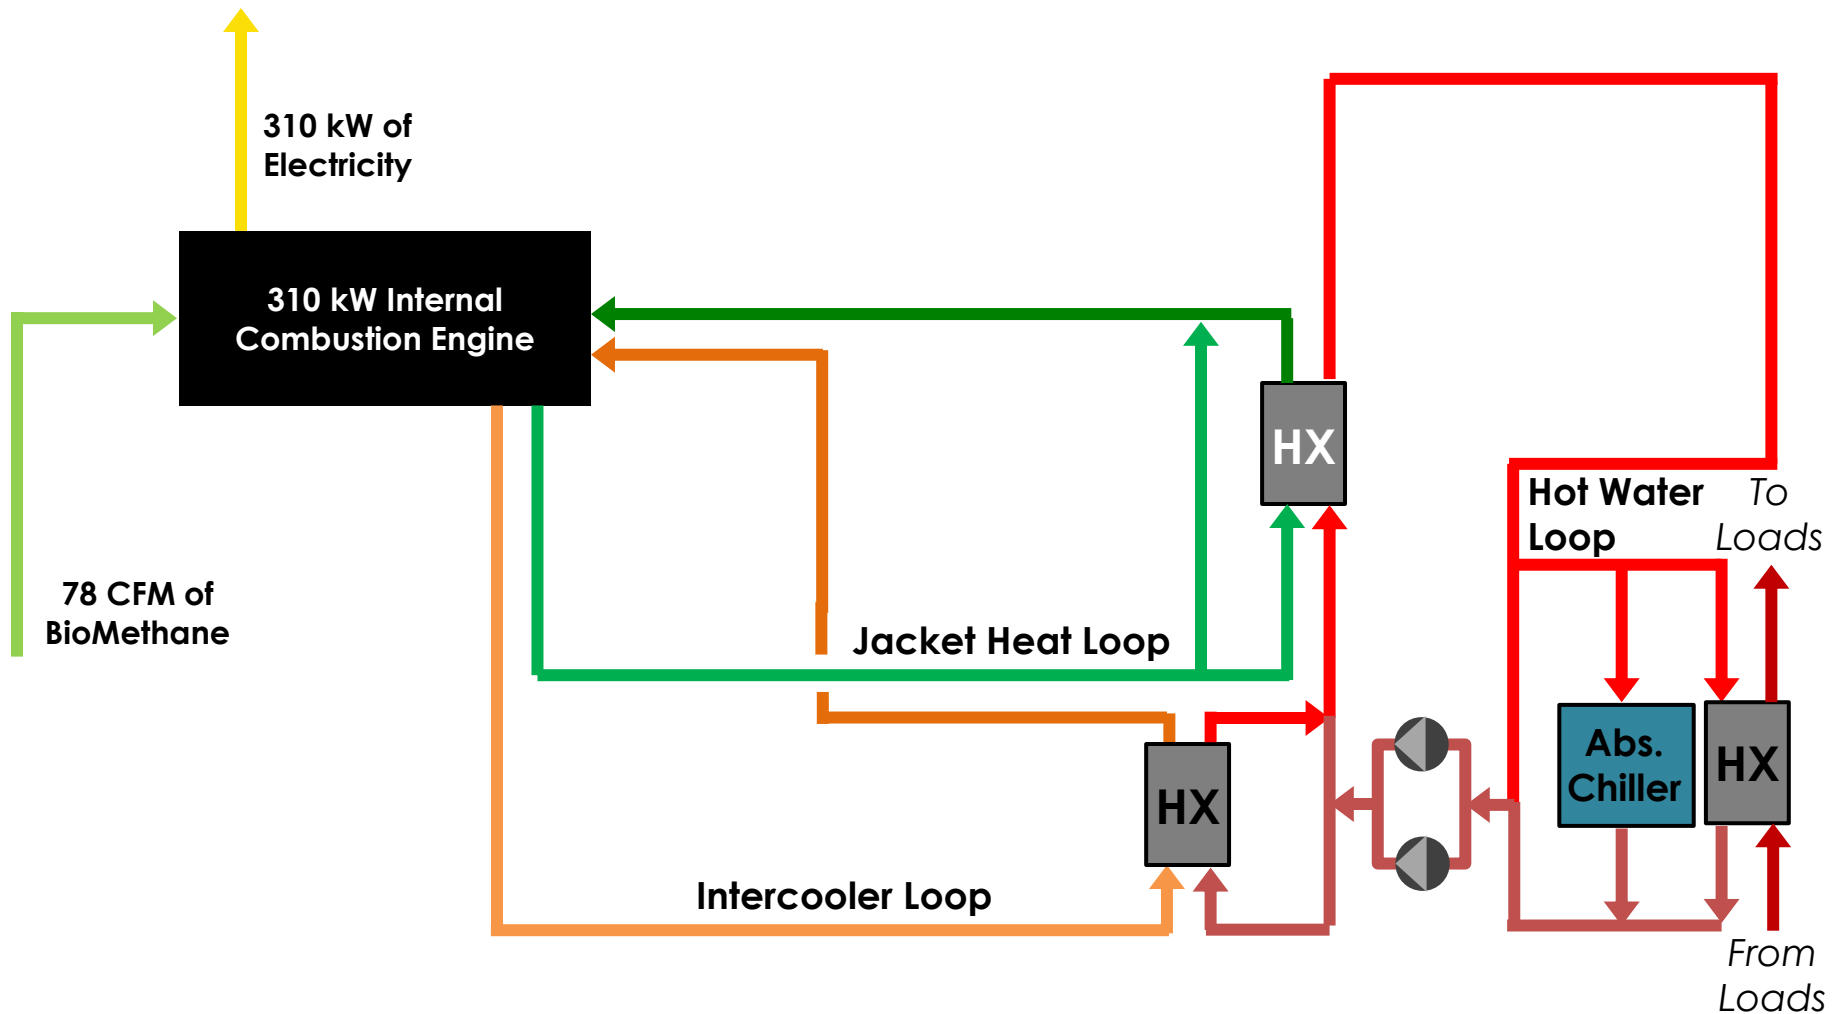 310 kW of
Electricity
310 kW Internal
Combustion Engine
HX
Hot Water
Loop
To
Loads
78 CFM of
BioMethane
Jacket Heat Loop
Abs.
Chiller
HX
HX
Intercooler Loop
From
Loads